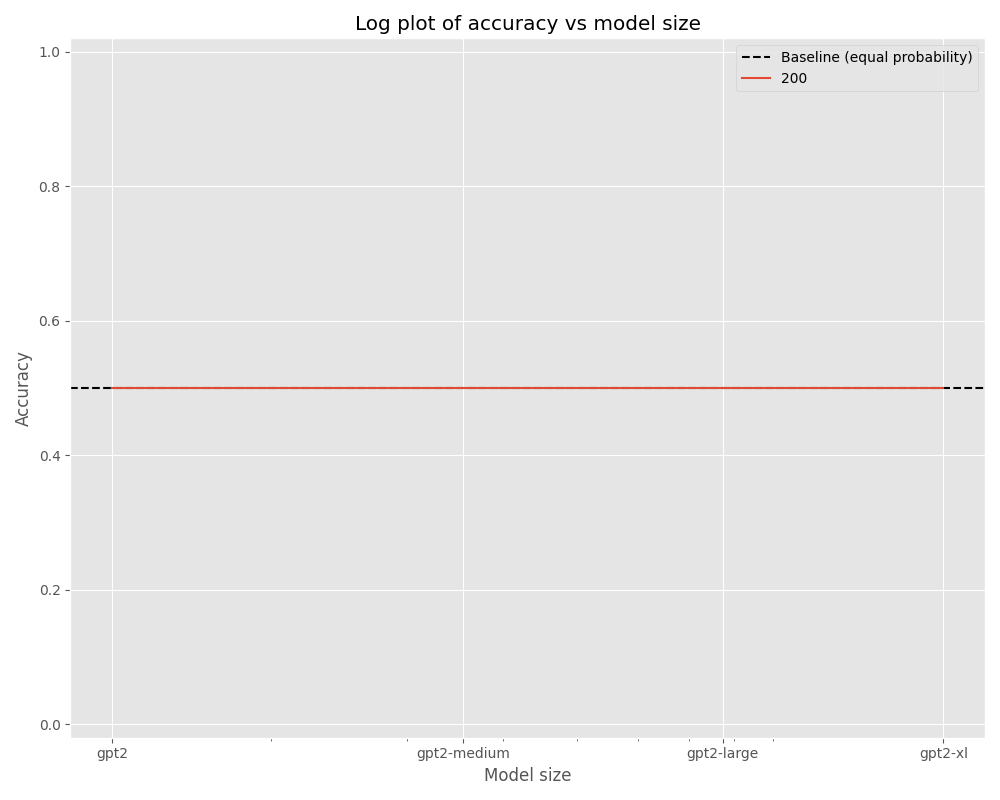 Log plot of accuracy vs model size
Baseline (equal probability)
200
1.0
0.8
0.6
0.4
0.2
0.0
Accuracy
gpt2
gpt2-medium
gpt2-large
gpt2-xl
Model size